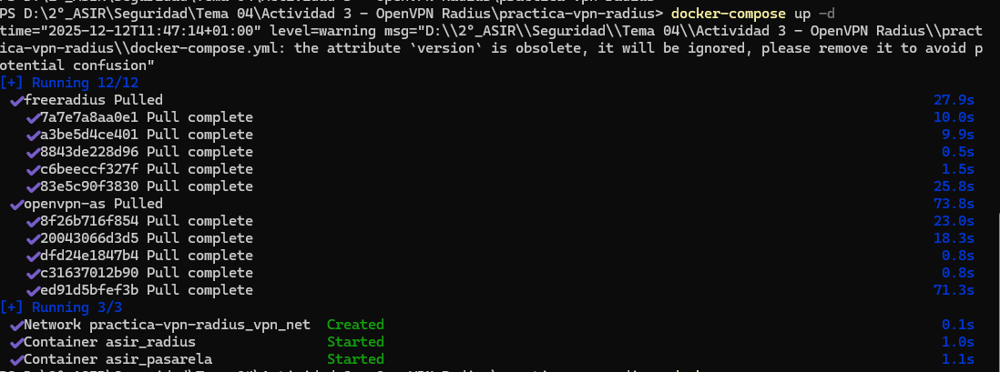 PS D:\2°_ASIR\Seguridad\Tema 04\Actividad 3 - OpenVPN Radius\practica-vpn-radius> docker-compose up -d
time="2025-12-12T11:47:14+01:00" level=warning msg="D:\\2°_ASIR\\Seguridad\\Tema 04\\Actividad 3 - OpenVPN Radius\\pract
ica-vpn-radius\\docker-compose.yml: the attribute `version` is obsolete, it will be ignored, please remove it to avoid p
otential confusion"
[+] Running 12/12
✔freeradius Pulled 27.9s
✔7a7e7a8aa0e1 Pull complete 10.0s
✔a3be5d4ce401 Pull complete 9.9s
✔8843de228d96 Pull complete 0.5s
✔c6beeccf327f Pull complete 1.5s
✔83e5c90f3830 Pull complete 25.8s
✔openvpn-as Pulled 73.8s
✔8f26b716f854 Pull complete 23.0s
✔20043066d3d5 Pull complete 18.3s
✔dfd24e1847b4 Pull complete 0.8s
✔c31637012b90 Pull complete 0.8s
✔ed91d5bfef3b Pull complete 71.3s
[+] Running 3/3
✔Network practica-vpn-radius_vpn_net Created 0.1s
✔Container asir_radius Started 1.0s
✔Container asir_pasarela Started 1.1s